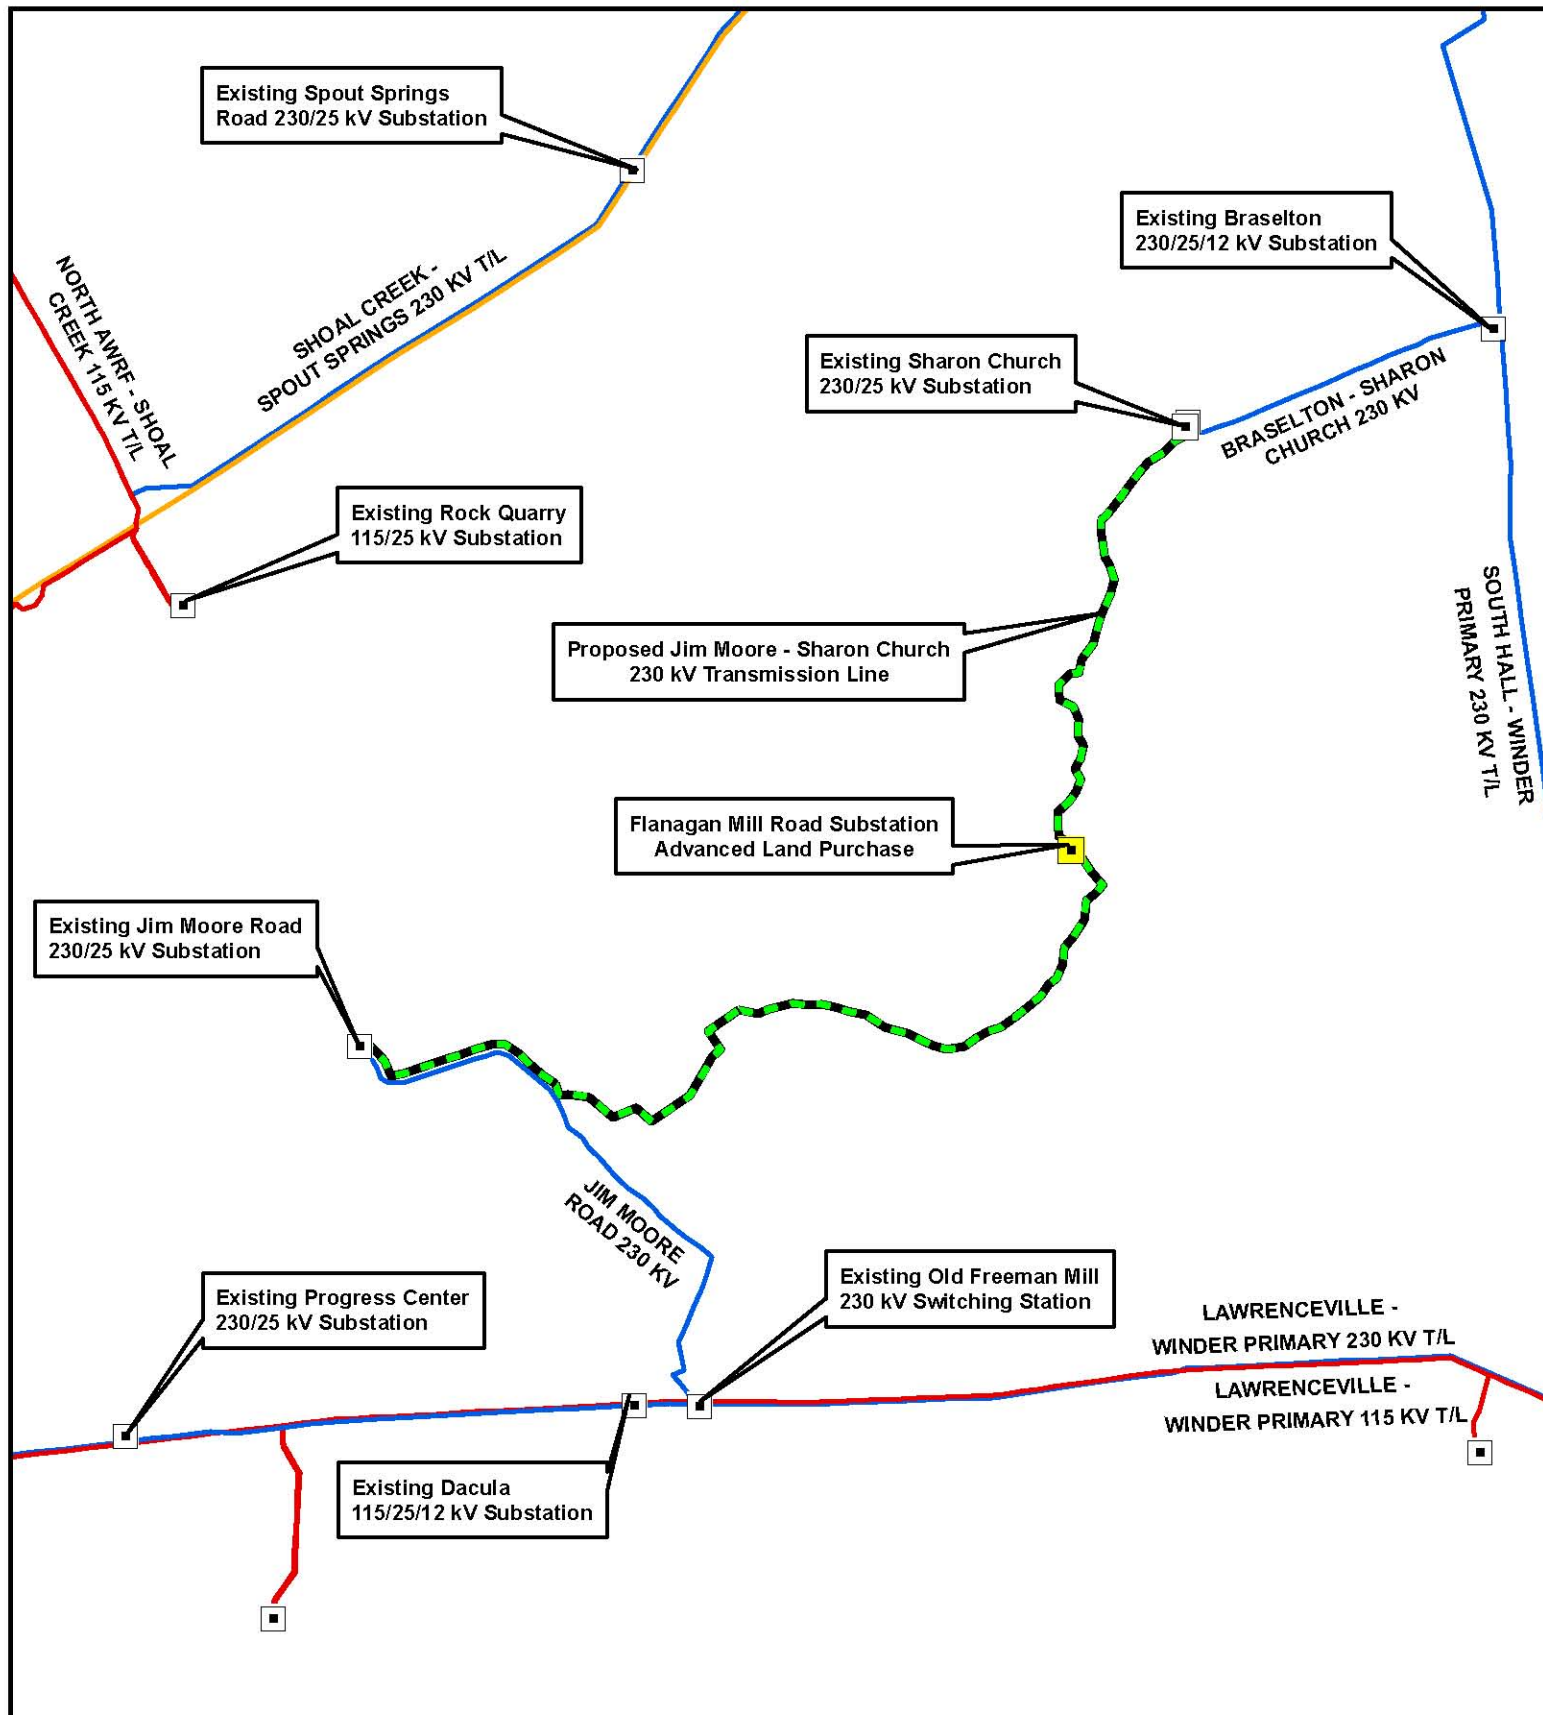 Existing Spout Springs
Road 230/25 kV Substation
Existing Braselton
230/25/12 kV Substation
NORTH AWRF - SHOAL
CREEK 115 KV T/L
SHOAL CREEK -
SPOUT SPRINGS 230 KV T/L
Existing Sharon Church
230/25 kV Substation
BRASELTON - SHARON
CHURCH 230 KV
Existing Rock Quarry
115/25 kV Substation
SOUTH HALL - WINDER
PRIMARY 230 KV T/L
Proposed Jim Moore - Sharon Church
230 kV Transmission Line
Flanagan Mill Road Substation
Advanced Land Purchase
Existing Jim Moore Road
230/25 kV Substation
JIM MOORE
ROAD 230 KV
Existing Old Freeman Mill
230 kV Switching Station
Existing Progress Center
230/25 kV Substation
LAWRENCEVILLE -
WINDER PRIMARY 230 KV T/L
LAWRENCEVILLE -
WINDER PRIMARY 115 KV T/L
Existing Dacula
115/25/12 kV Substation